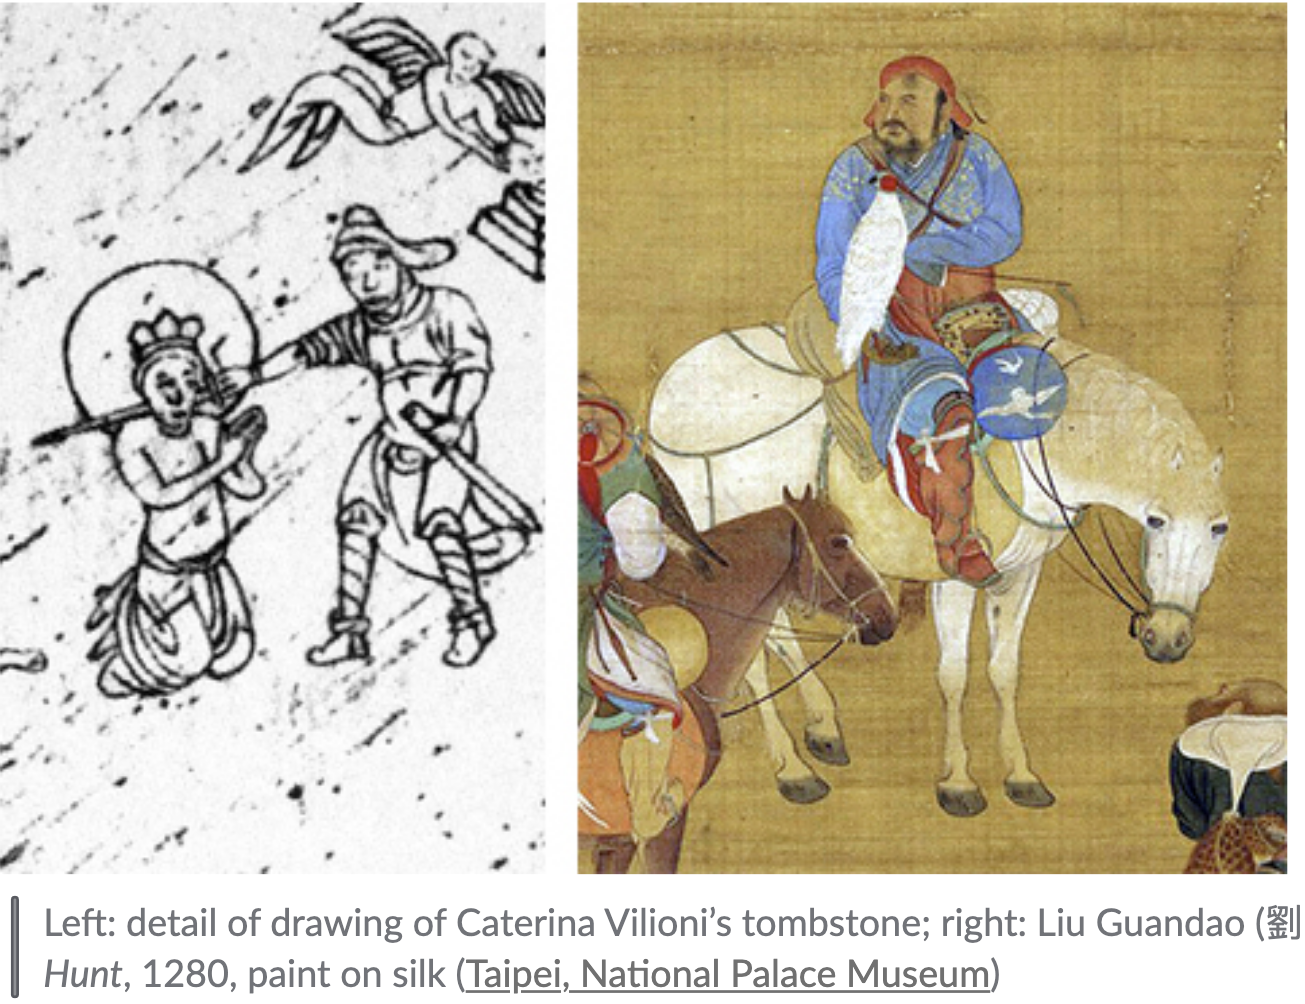 Left: detail of drawing of Caterina Vilioni’s tombstone; right: Liu Guandao (劉
Hunt, 1280, paint on silk (Taipei, National Palace Museum)